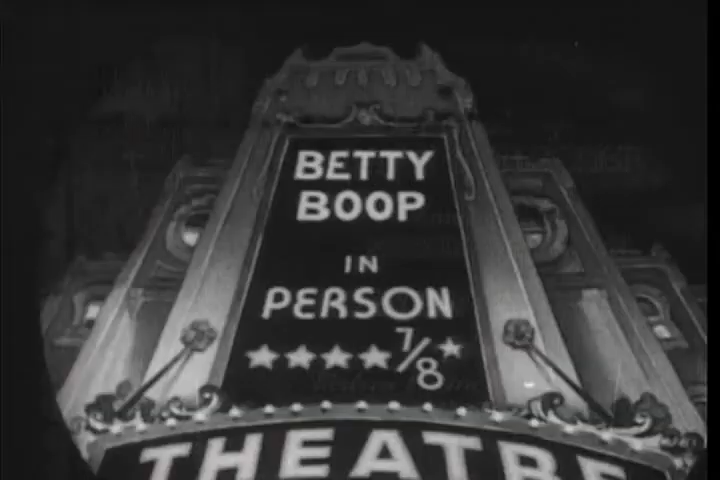 BETTY
BOOP
IN
PERSON
★★★★ 7/8 ★
THEATRE